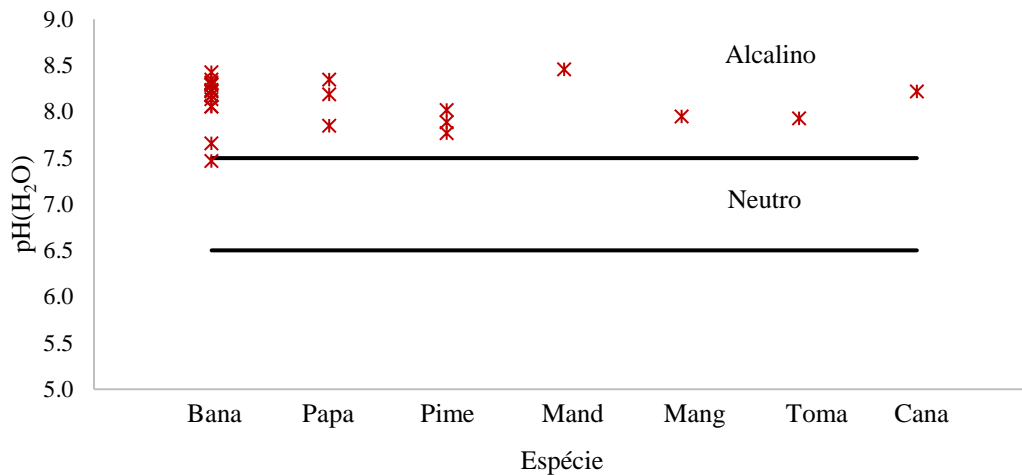 9.0
8.5
8.0
7.5
7.0
6.5
6.0
5.5
5.0
pH(H₂O)
Alcalino
Neutro
Bana Papa Pime Mand Mang Toma Cana
Espécie